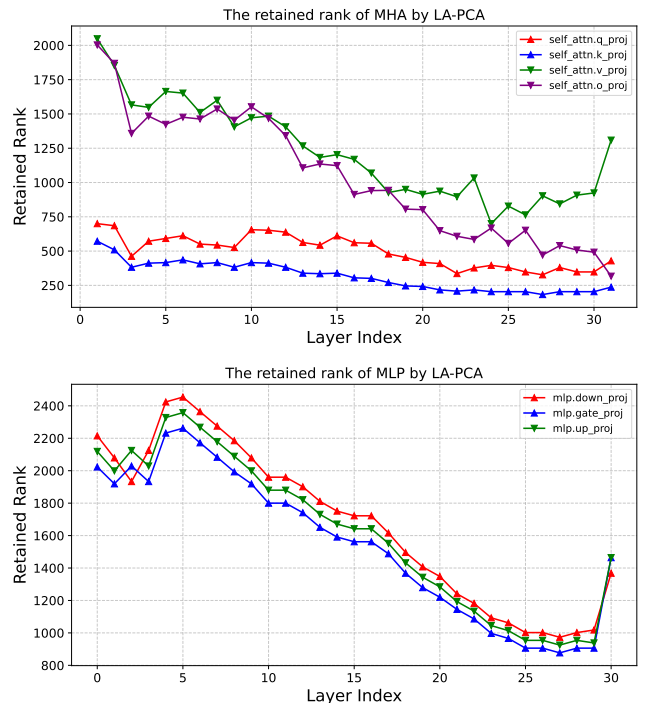 The retained rank of MHA by LA-PCA
2000
1750
1500
1250
1000
750
500
250
Retained Rank
self_attn.q_proj
self_attn.k_proj
self_attn.v_proj
self_attn.o_proj
0 5 10 15 20 25 30
Layer Index
The retained rank of MLP by LA-PCA
2400
2200
2000
1800
1600
1400
1200
1000
800
Retained Rank
mlp.down_proj
mlp.gate_proj
mlp.up_proj
0 5 10 15 20 25 30
Layer Index